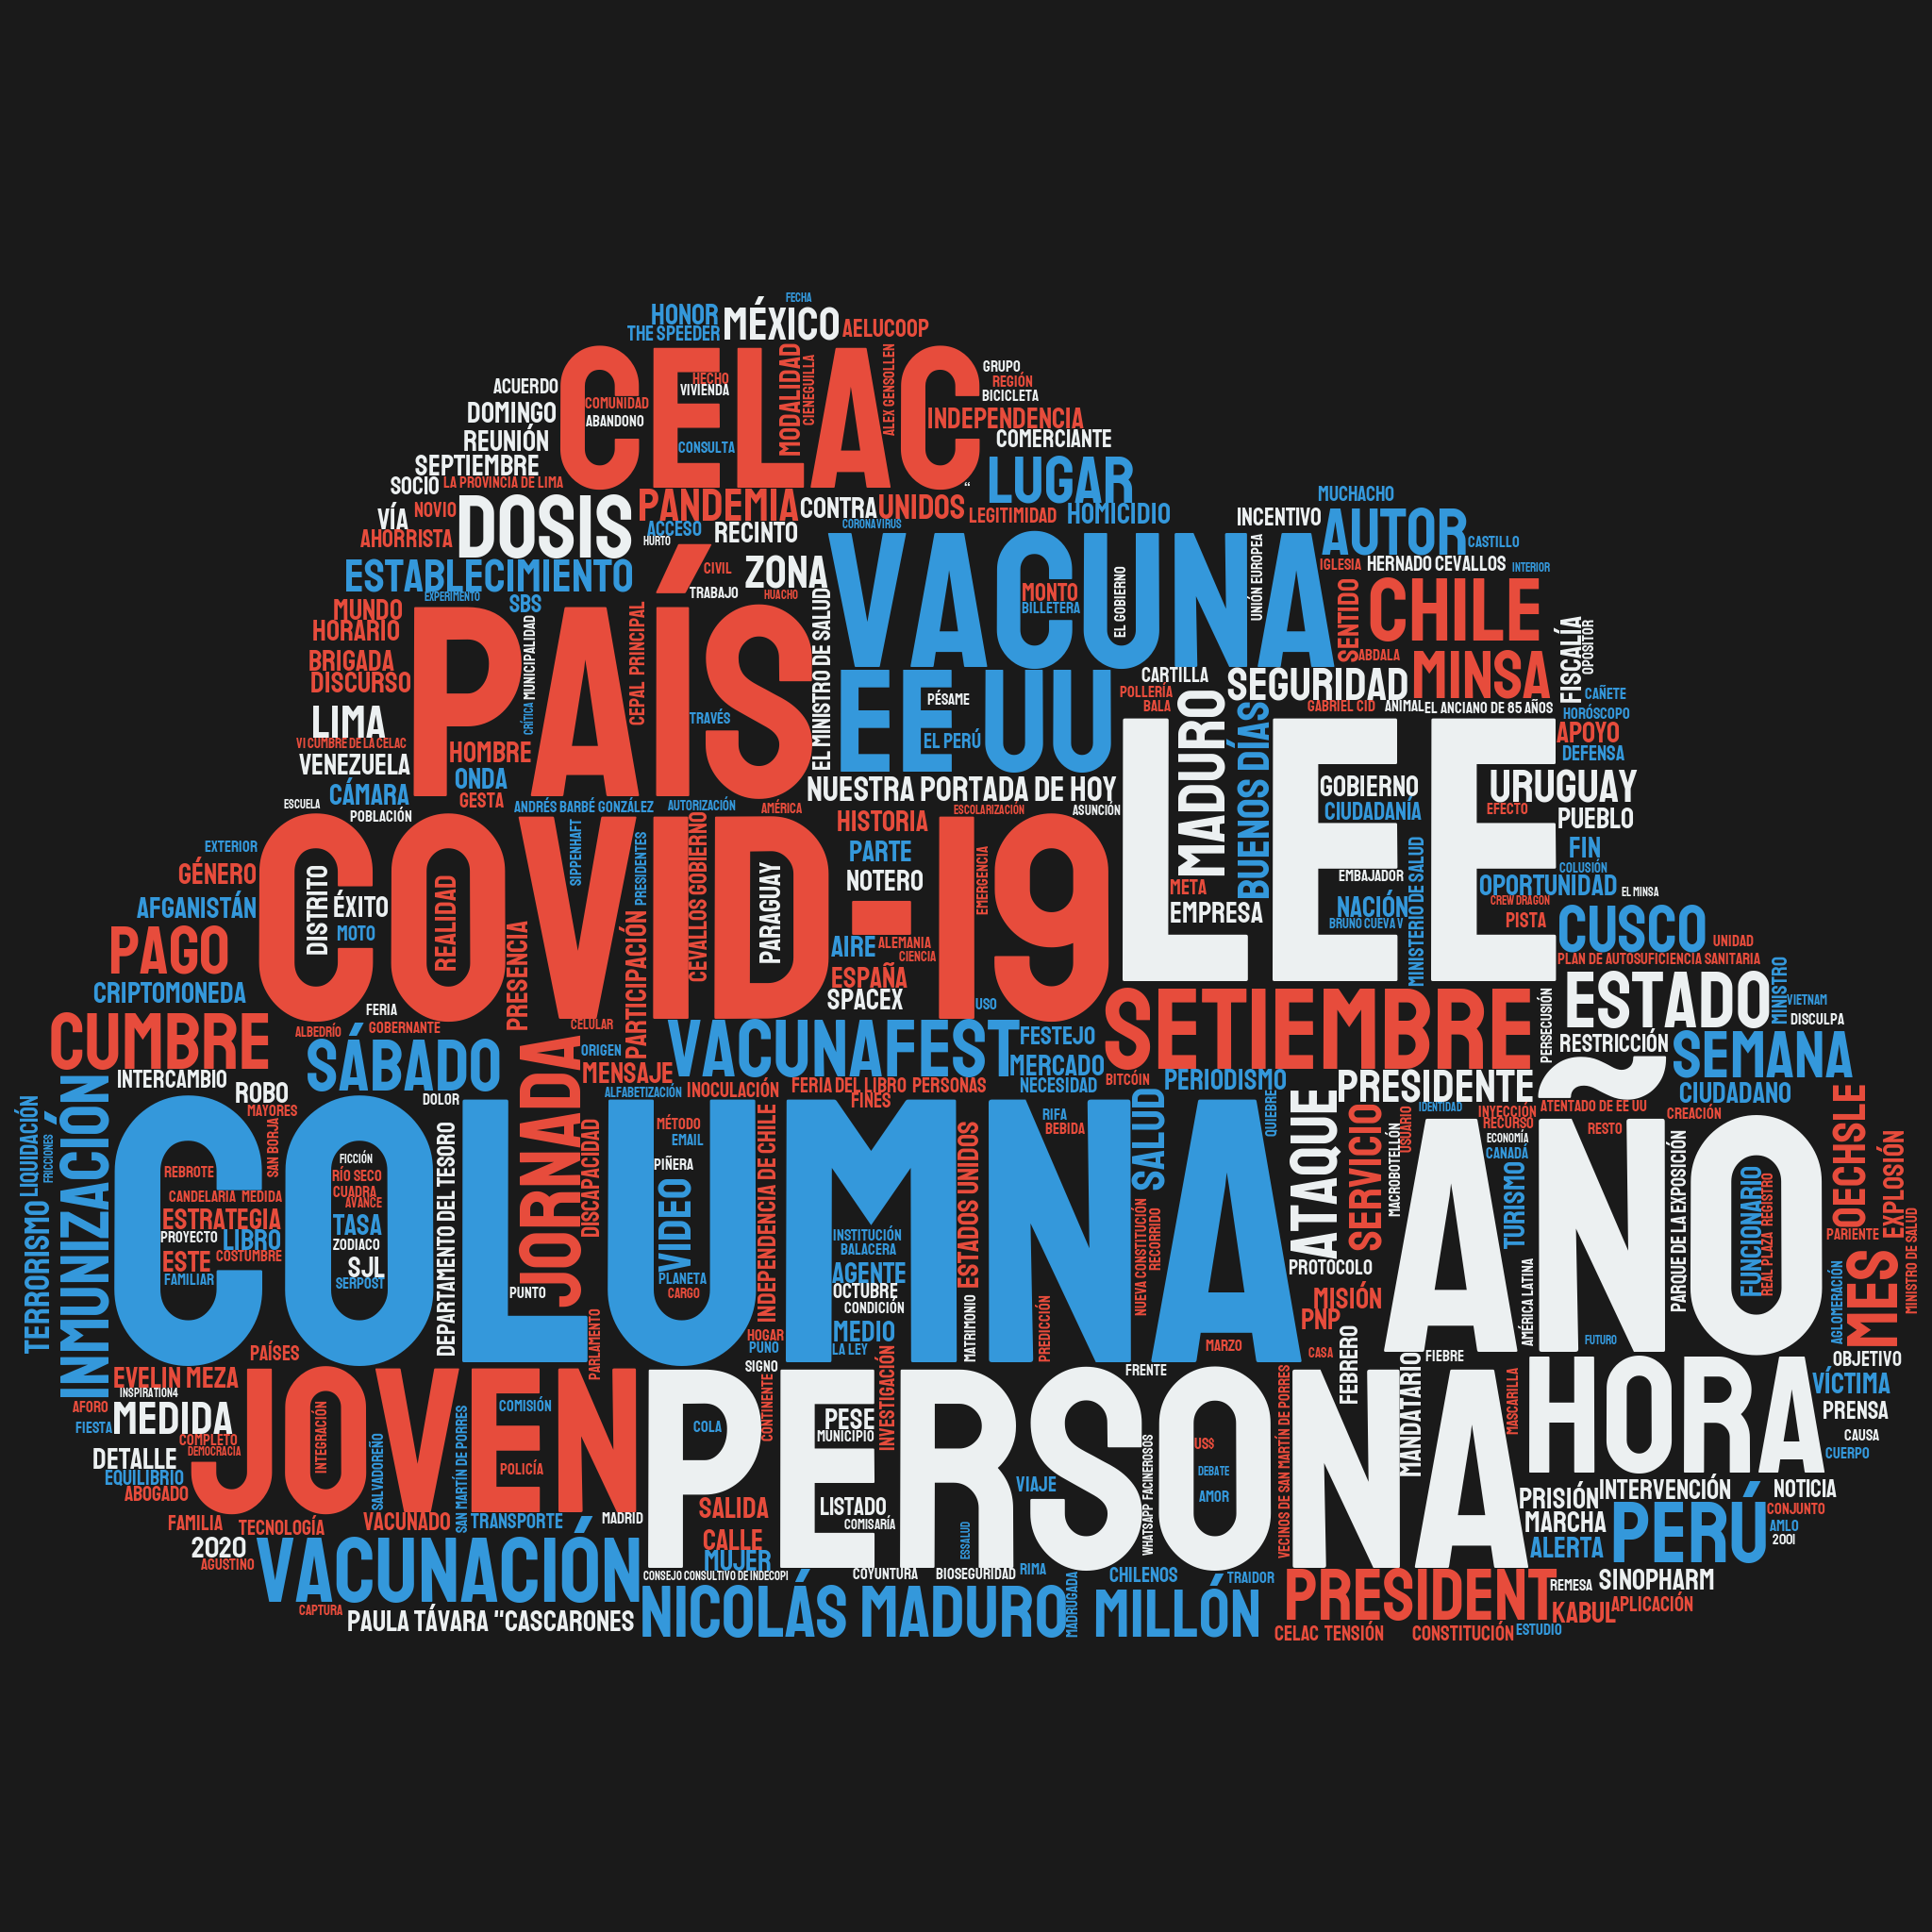 FECHA
HONOR
THE SPEEDER
MÉXICO
AELUCOOP
CELAC
ACUERDO
DOMINGO
REUNIÓN
SEPTIEMBRE
SOCIO
LA PROVINCIA DE LIMA
HECHO
VIVIENDA
COMUNIDAD
ABANDONO
CONSULTA
MODALIDAD
CIENEGUILLA
ALEX GENSOLLEN
GRUPO
REGIÓN
BICICLETA
INDEPENDENCIA
COMERCIANTE
LUGAR
VÍA
NOVIO
AHORRISTA
DOSIS
PANDEMIA
CONTRA
UNIDOS
LEGITIMIDAD
HOMICIDIO
ACCESO
HURTO
RECINTO
CORONAVIRUS
MUCHACHO
INCENTIVO
AUTOR
CASTILLO
ESTABLECIMIENTO
EXPERIMENTO
SBS
CIVIL
TRABAJO
ZONA
HUACHO
VACUNA
MONTO
BILLETERA
EL GOBIERNO
UNIÓN EUROPEA
IGLESIA
HERNADO CEVALLOS
INTERIOR
SENTIDO
CHILE
ABDALA
MINSA
FISCALÍA
OPOSITOR
MUNDO
HORARIO
BRIGADA
DISCURSO
LIMA
VI CUMBRE DE LA CELAC
VENEZUELA
CÁMARA
ESCUELA
POBLACIÓN
PAÍS
MUNICIPALIDAD
CRÍTICA
CEPAL
PRINCIPAL
TRAVÉS
EL MINISTRO DE SALUD
HOMBRE
ONDA
GESTA
EE UU
PÉSAME
EL PERÚ
CARTILLA
POLLERÍA
BALA
SEGURIDAD
GABRIEL CID
ANIMAL
EL ANCIANO DE 85 AÑOS
CAÑETE
HORÓSCOPO
APOYO
DEFENSA
NUESTRA PORTADA DE HOY
ANDRÉS BARBÉ GONZÁLEZ
AUTORIZACIÓN
AMÉRICA
ESCOLARIZACIÓN
ASUNCIÓN
LEE
MADURO
BUENOS DÍAS
GOBIERNO
CIUDADANÍA
URUGUAY
EFECTO
PUEBLO
EXTERIOR
GÉNERO
AFGANISTÁN
PAGO
CRIPTOMONEDA
COVID-19
DISTRITO
ÉXITO
MOTO
REALIDAD
SIPPENHAFT
PRESIDENTES
CEVALLOS
GOBIERNO
PARAGUAY
HISTORIA
PARTE
NOTERO
AIRE
ALEMANIA
CIENCIA
ESPAÑA
SPACEX
EMERGENCIA
USO
META
EMPRESA
EMBAJADOR
NACIÓN
BRUNO CUEVA V
MINISTERIO DE SALUD
FIN
COLUSIÓN
OPORTUNIDAD
EL MINSA
CREW DRAGON
PISTA
CUSCO
UNIDAD
PLAN DE AUTOSUFICIENCIA SANITARIA
PRESENCIA
PARTICIPACIÓN
CUMBRE
FERIA
ALBEDRÍO
GOBERNANTE
CELULAR
SÁBADO
ORIGEN
VACUNAFEST
FESTEJO
MERCADO
NECESIDAD
SETIEMBRE
PERSECUSIÓN
ESTADO
MINISTRO
VIETNAM
DISCULPA
RESTRICCIÓN
SEMANA
INTERCAMBIO
ROBO
MAYORES
DOLOR
JORNADA
MENSAJE
ALFABETIZACIÓN
INOCULACIÓN
FERIA DEL LIBRO
PERSONAS
FINES
BITCÓIN
PERIODISMO
PRESIDENTE
CIUDADANO
CREACIÓN
LIQUIDACIÓN
FRICCIONES
TERRORISMO
INMUNIZACIÓN
COLUMNA
SAN BORJA
REBROTE
CANDELARIA
MEDIDA
ESTRATEGIA
PROYECTO
LIBRO
ESTE
COSTUMBRE
FAMILIAR
FICCIÓN
RÍO SECO
CUADRA
AVANCE
TASA
ZODIACO
SJL
SERPOST
DEPARTAMENTO DEL TESORO
PUNTO
DISCAPACIDAD
MÉTODO
EMAIL
PIÑERA
VIDEO
PLANETA
CARGO
INDEPENDENCIA DE CHILE
INSTITUCIÓN
BALACERA
AGENTE
OCTUBRE
CONDICIÓN
MEDIO
LA LEY
ESTADOS UNIDOS
RIFA
BEBIDA
SALUD
NUEVA CONSTITUCIÓN
RECORRIDO
QUIEBRE
ATAQUE
SERVICIO
MACROBOTELLÓN
USUARIO
IDENTIDAD
INYECCIÓN
RECURSO
ECONOMÍA
CANADÁ
ATENTADO DE EE UU
RESTO
TURISMO
AÑO
PARQUE DE LA EXPOSICIÓN
FUNCIONARIO
REGISTRO
REAL PLAZA
OECHSLE
EXPLOSIÓN
PARIENTE
MINISTRO DE SALUD
AGLOMERACIÓN
MES
PROTOCOLO
MISIÓN
PNP
CASA
FEBRERO
AMÉRICA LATINA
FUTURO
PAÍSES
PARLAMENTO
HOGAR
PUNO
SIGNO
MATRIMONIO
PREDICCIÓN
MARZO
FRENTE
FIEBRE
OBJETIVO
EVELIN MEZA
INSPIRATION4
AFORO
FIESTA
MEDIDA
COMPLETO
DEMOCRACIA
DETALLE
EQUILIBRIO
ABOGADO
JOVEN
INTEGRACIÓN
SALVADOREÑO
SAN MARTÍN DE PORRES
COMISIÓN
POLICÍA
PERSONA
COLA
CONTINENTE
PESE
MUNICIPIO
INVESTIGACIÓN
SALIDA
CALLE
MUJER
LISTADO
COMISARÍA
ESSALUD
VIAJE
WHATSAPP
FACINEROSOS
US$
DEBATE
AMOR
VECINOS DE SAN MARTÍN DE PORRES
MANDATARIO
MASCARILLA
HORA
VÍCTIMA
PRENSA
CAUSA
CUERPO
FAMILIA
TECNOLOGÍA
VACUNADO
TRANSPORTE
MADRID
2020
AGUSTINO
VACUNACIÓN
CONSEJO CONSULTIVO DE INDECOPI
COYUNTURA
BIOSEGURIDAD
RIMA
CHILENOS
TRAIDOR
PRISIÓN
INTERVENCIÓN
NOTICIA
MARCHA
ALERTA
PERÚ
CONJUNTO
AMLO
2001
CAPTURA
PAULA TÁVARA "CASCARONES
NICOLÁS MADURO
MADRUGADA
MILLÓN
PRESIDENT
REMESA
SINOPHARM
KABUL
APLICACIÓN
CELAC
TENSIÓN
CONSTITUCIÓN
ESTUDIO